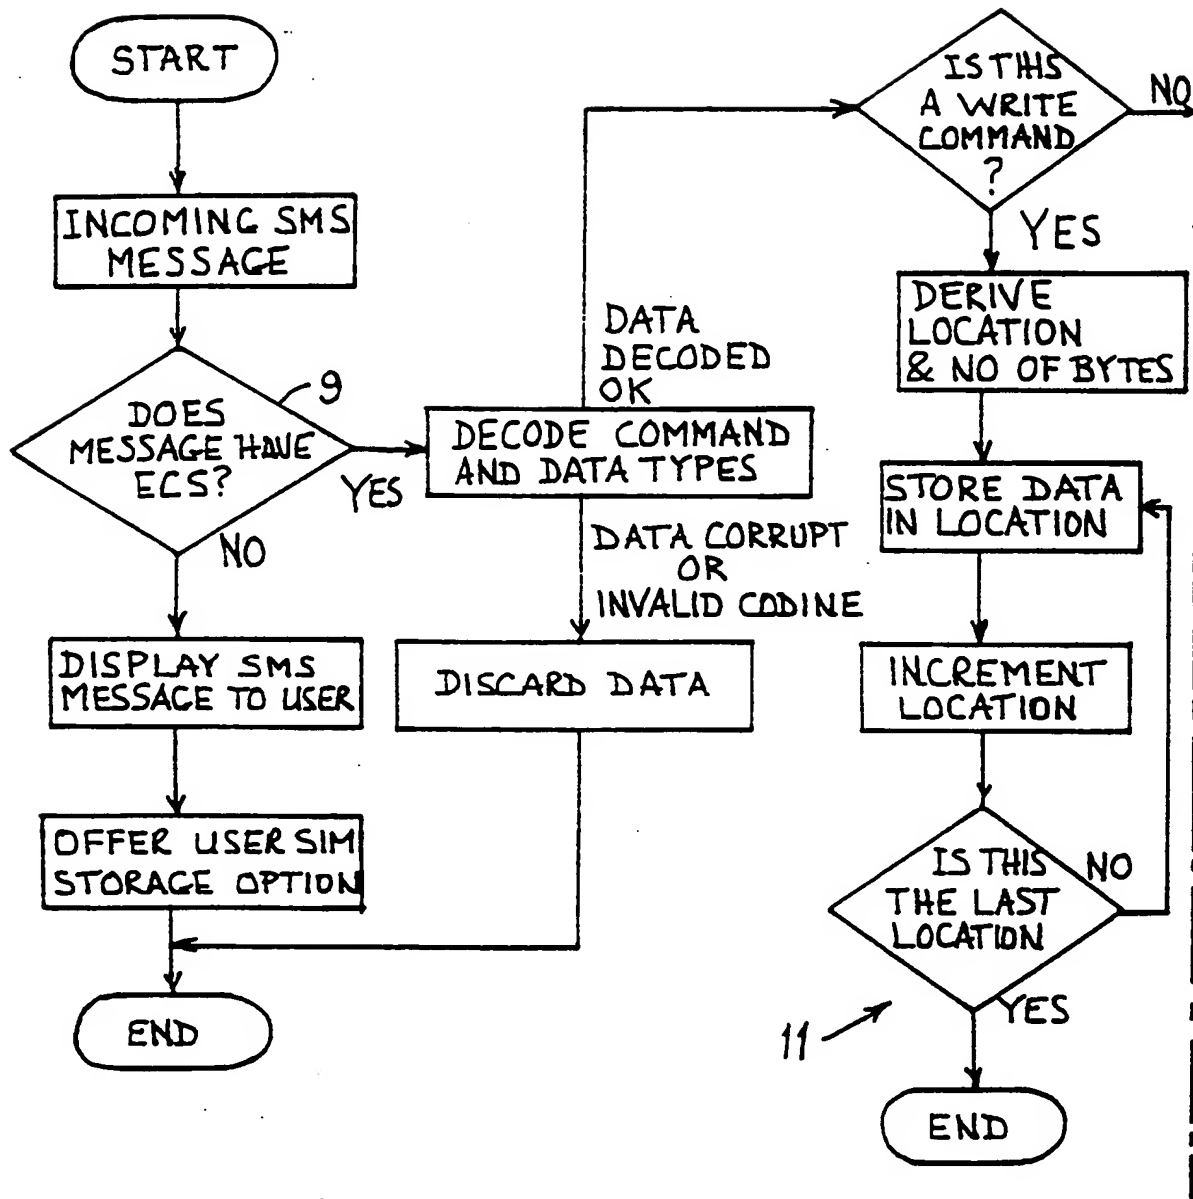 START
INCOMING SMS
MESSAGE
9
DOES
MESSAGE HAVE
ECS?
YES
NO
DISPLAY SMS
MESSAGE TO USER
OFFER USER SIM
STORAGE OPTION
END
DATA
DECODED
OK
DECODE COMMAND
AND DATA TYPES
DATA CORRUPT
OR
INVALID CODINE
DISCARD DATA
IS THIS
A WRITE
COMMAND
?
NO
YES
DERIVE
LOCATION
& NO OF BYTES
STORE DATA
IN LOCATION
INCREMENT
LOCATION
IS THIS
THE LAST
LOCATION
NO
YES
11
END